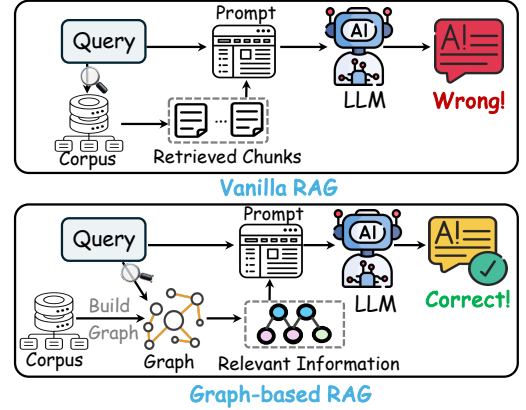 Prompt
Query
AI
A!
LLM
Wrong!
Corpus
Retrieved Chunks
...
Vanilla RAG
Prompt
Query
AI
A!
Build
Graph
LLM
Correct!
Corpus
Graph
Relevant Information
Graph-based RAG